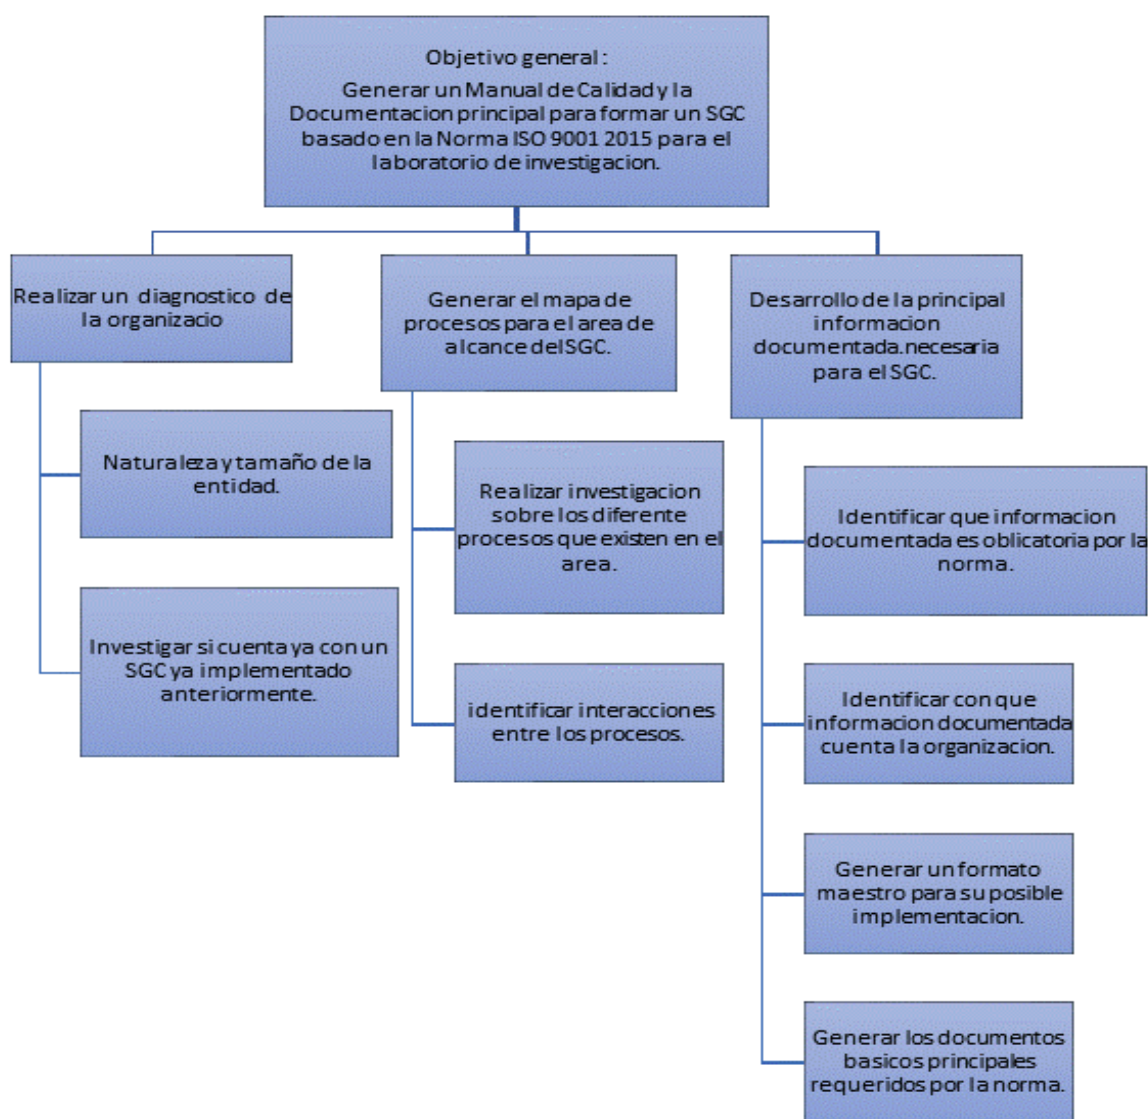 Objetivo general :
Generar un Manual de Calidad y la
Documentacion principal para formar un SGC
basado en la Norma ISO 9001 2015 para el
laboratorio de investigacion.
Realizar un diagnostico de
la organizacio
Naturaleza y tamaño de la
entidad.
Investigar si cuenta ya con un
SGC ya implementado
anteriormente.
Generar el mapa de
procesos para el area de
alcance del SGC.
Realizar investigacion
sobre los diferente
procesos que existen en el
area.
identificar interacciones
entre los procesos.
Desarrollo de la principal
informacion
documentada.necesaria
para el SGC.
Identificar que informacion
documentada es oblicatoria por la
norma.
Identificar con que
informacion documentada
cuenta la organizacion.
Generar un formato
maestro para su posible
implementacion.
Generar los documentos
basicos principales
requeridos por la norma.